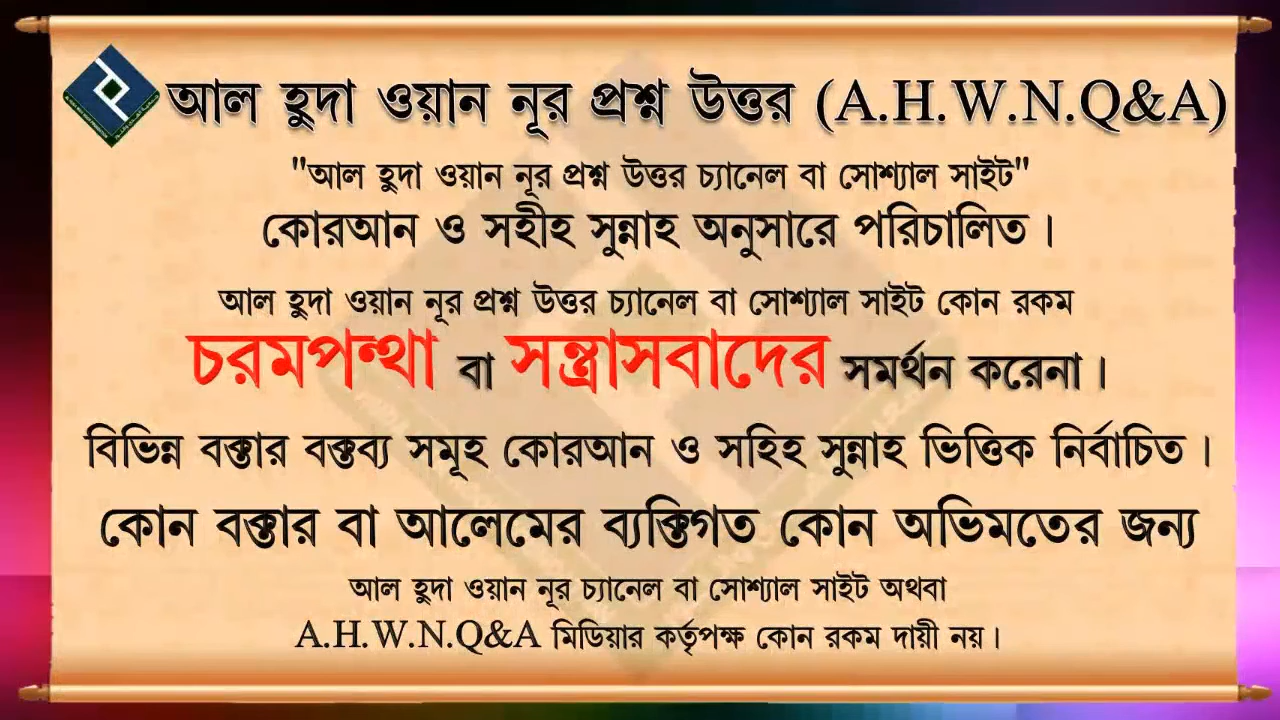 আল হুদা ওয়ান নূর প্রশ্ন উত্তর (A.H.W.N.Q&A)
"আল হুদা ওয়ান নূর প্রশ্ন উত্তর চ্যানেল বা সোশ্যাল সাইট"
কোরআন ও সহীহ সুন্নাহ অনুসারে পরিচালিত।
আল হুদা ওয়ান নূর প্রশ্ন উত্তর চ্যানেল বা সোশ্যাল সাইট কোন রকম
চরমপন্থা বা সন্ত্রাসবাদের সমর্থন করেনা।
বিভিন্ন বক্তার বক্তব্য সমূহ কোরআন ও সহিহ সুন্নাহ ভিত্তিক নির্বাচিত।
কোন বক্তার বা আলেমের ব্যক্তিগত কোন অভিমতের জন্য
আল হুদা ওয়ান নূর চ্যানেল বা সোশ্যাল সাইট অথবা
A.H.W.N.Q&A মিডিয়ার কর্তৃপক্ষ কোন রকম দায়ী নয়।